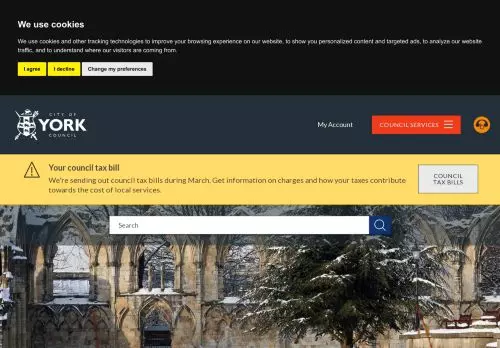 We use cookies
We use cookies and other tracking technologies to improve your browsing experience on our website, to show you personalized content and targeted ads, to analyze our website
traffic, and to understand where our visitors are coming from.
I agree I decline Change my preferences
CITY OF
YORK
COUNCIL
My Account
COUNCIL SERVICES
Your council tax bill
We're sending out council tax bills during March. Get information on charges and how your taxes contribute
towards the cost of local services.
COUNCIL
TAX BILLS
Search